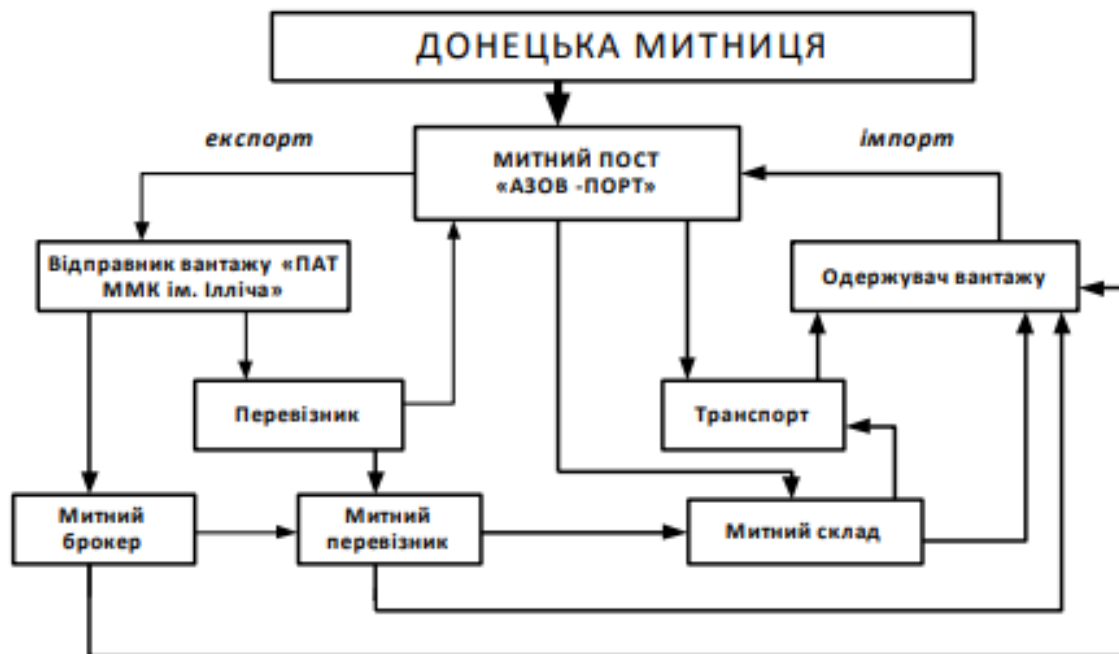 ДОНЕЦЬКА МИТНИЦЯ
експорт
імпорт
МИТНИЙ ПОСТ
«АЗОВ -ПОРТ»
Відправник вантажу «ПАТ
ММК ім. Ілліча»
Одержувач вантажу
Перевізник
Транспорт
Митний
брокер
Митний
перевізник
Митний склад